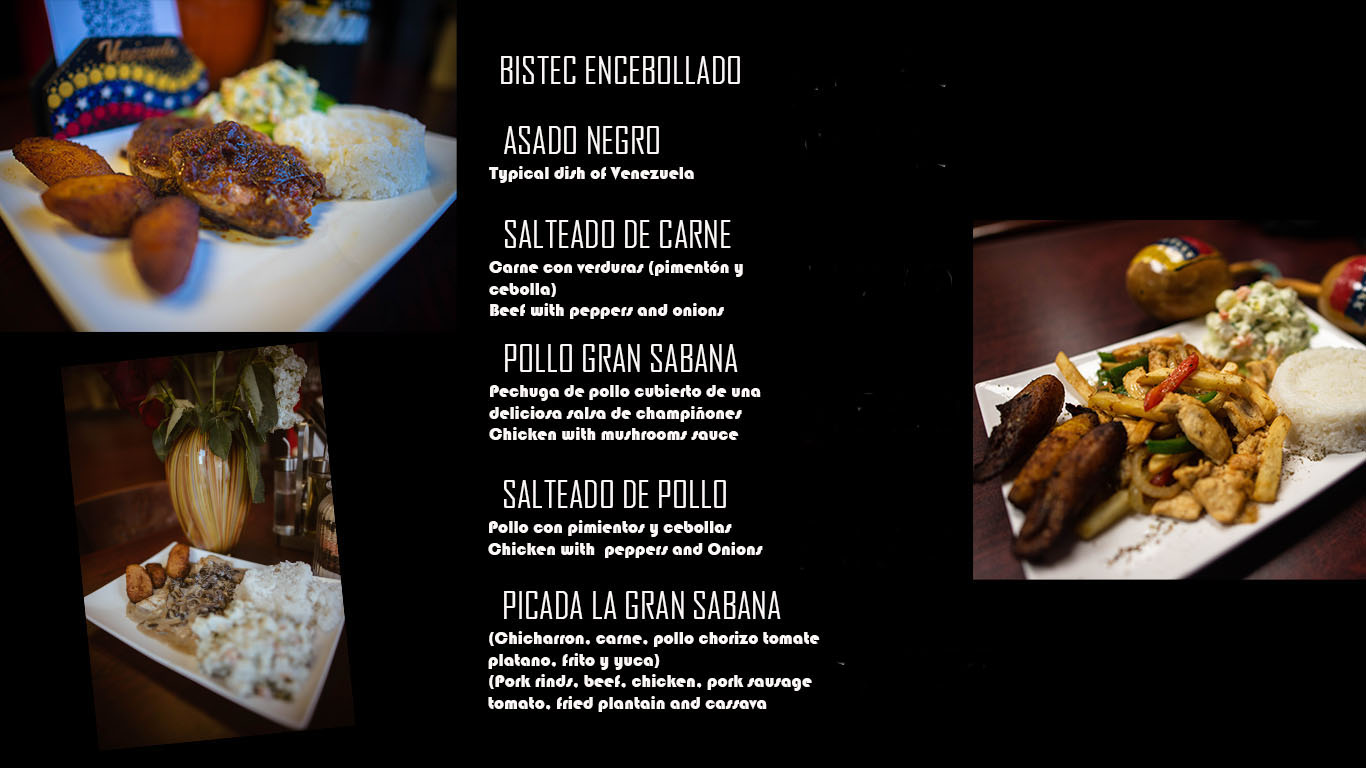 Venezuela
BISTEC ENCEBOLLADO
ASADO NEGRO
Typical dish of Venezuela
SALTEADO DE CARNE
Carne con verduras (pimentón y
cebolla)
Beef with peppers and onions
POLLO GRAN SABANA
Pechuga de pollo cubierto de una
deliciosa salsa de champiñones
Chicken with mushrooms sauce
SALTEADO DE POLLO
Pollo con pimientos y cebollas
Chicken with  peppers and Onions
PICADA LA GRAN SABANA
(Chicharron, carne, pollo chorizo tomate
platano, frito y yuca)
(Pork rinds, beef, chicken, pork sausage
tomato, fried plantain and cassava